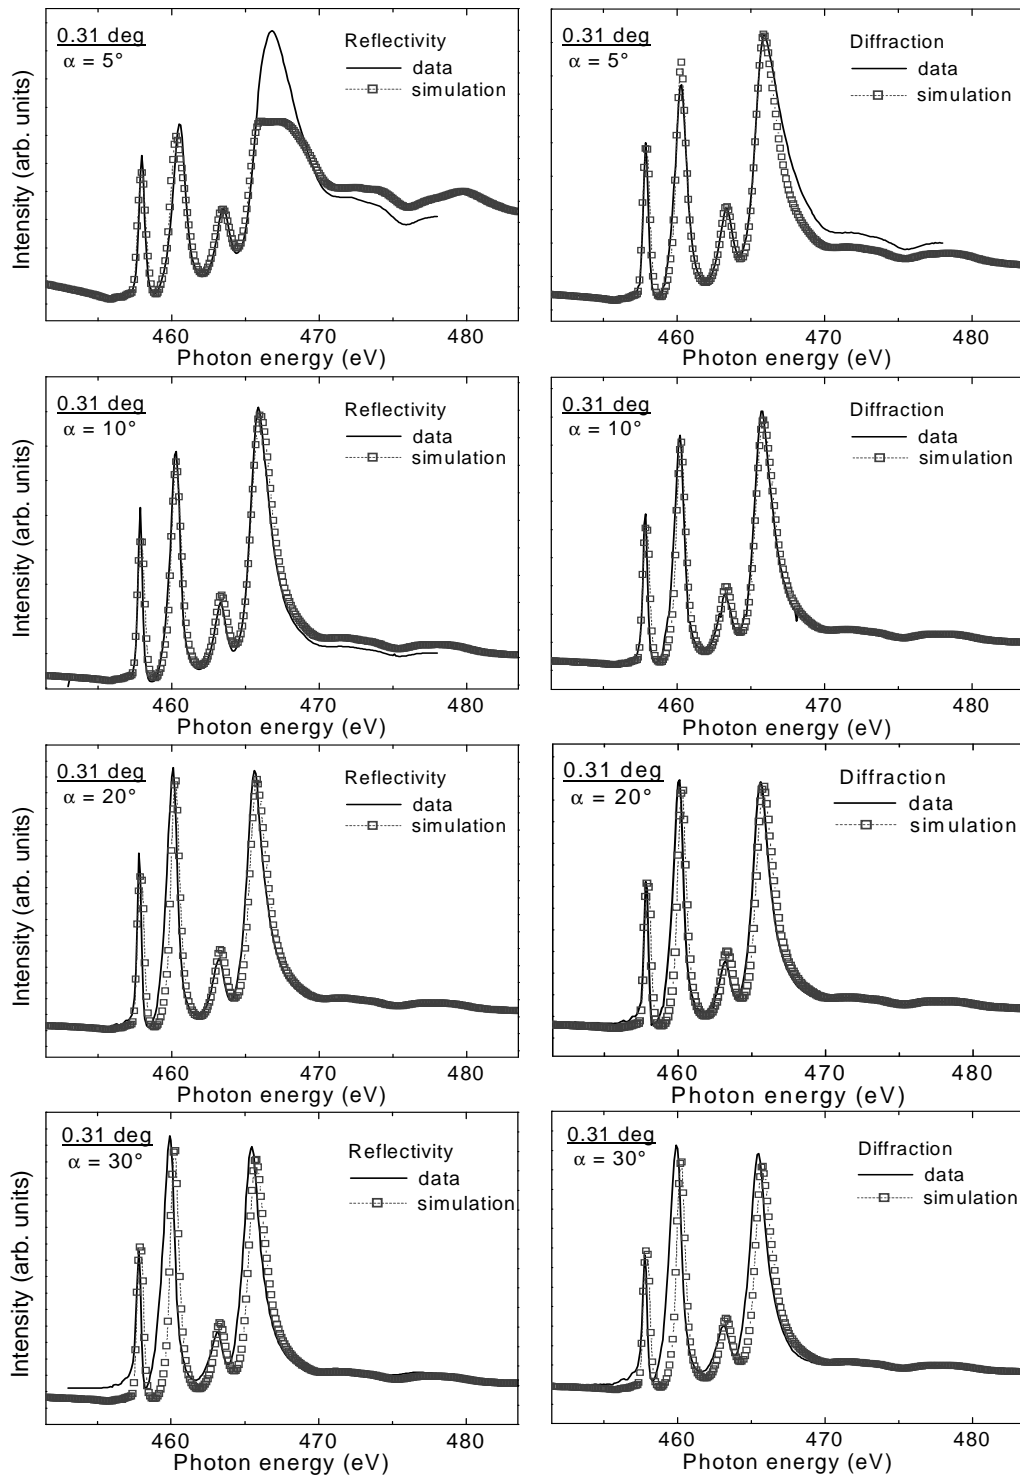 0.31 deg
α = 5°
Reflectivity
data
simulation
Intensity (arb. units)
460 470 480
Photon energy (eV)
0.31 deg
α = 5°
Diffraction
data
simulation
460 470 480
Photon energy (eV)
0.31 deg
α = 10°
Reflectivity
data
simulation
Intensity (arb. units)
460 470 480
Photon energy (eV)
0.31 deg
α = 10°
Diffraction
data
simulation
460 470 480
Photon energy (eV)
0.31 deg
α = 20°
Reflectivity
data
simulation
Intensity (arb. units)
460 470 480
Photon energy (eV)
0.31 deg
α = 20°
Diffraction
data
simulation
460 470 480
Photon energy (eV)
0.31 deg
α = 30°
Reflectivity
data
simulation
Intensity (arb. units)
460 470 480
Photon energy (eV)
0.31 deg
α = 30°
Diffraction
data
simulation
460 470 480
Photon energy (eV)